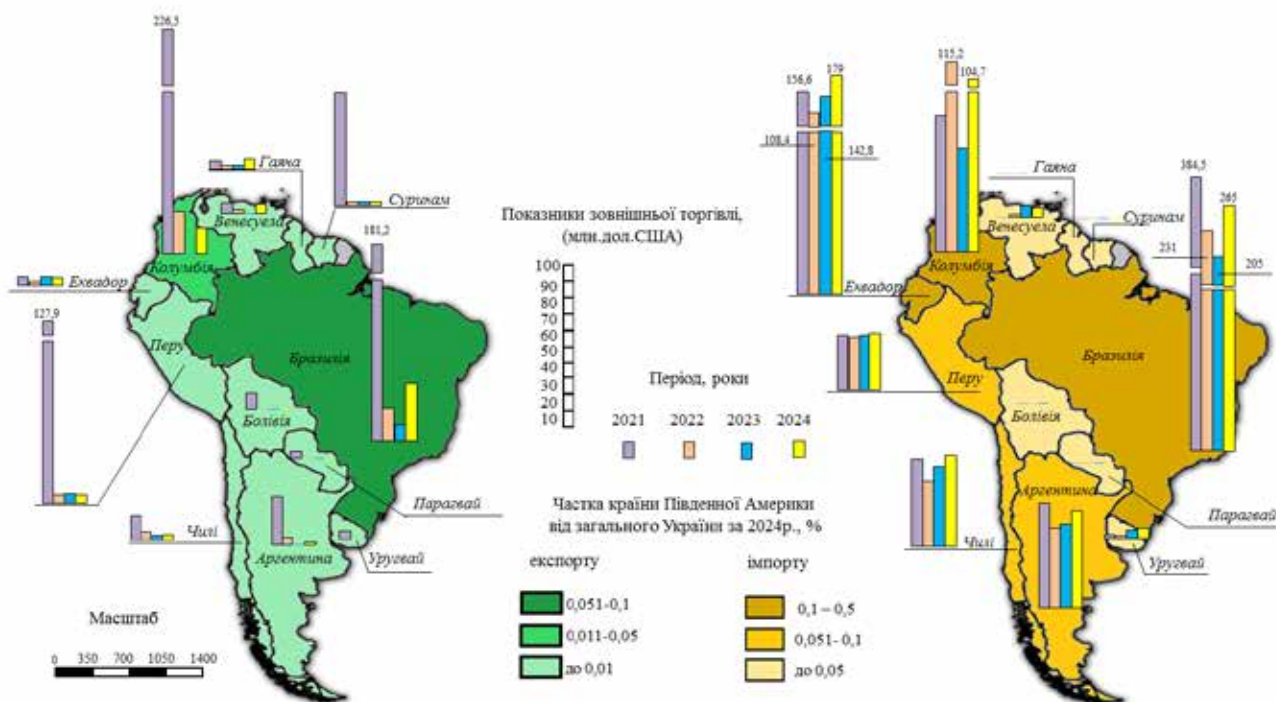 226,3
Гаяна
Суринам
Венесуела
181,2
Колумбія
Еквадор
127,9
Перу
Бразилія
Болівія
Парагвай
Чилі
Аргентина
Уругвай
Масштаб
0 350 700 1050 1400
Показники зовнішньої торгівлі,
(млн.дол.США)
100
90
80
70
60
50
40
30
20
10
Період, роки
2021 2022 2023 2024
Частка країни Південної Америки
від загального України за 2024р., %
експорту імпорту
0,051-0,1 0,1 – 0,5
0,011-0,05 0,051- 0,1
до 0,01 до 0,05
156,6 179
108,4
142,8
115,2
104,7
Гаяна
Суринам
Венесуела
384,5
265
231
205
Колумбія
Еквадор
Бразилія
Перу
Болівія
Аргентина
Парагвай
Чилі
Уругвай